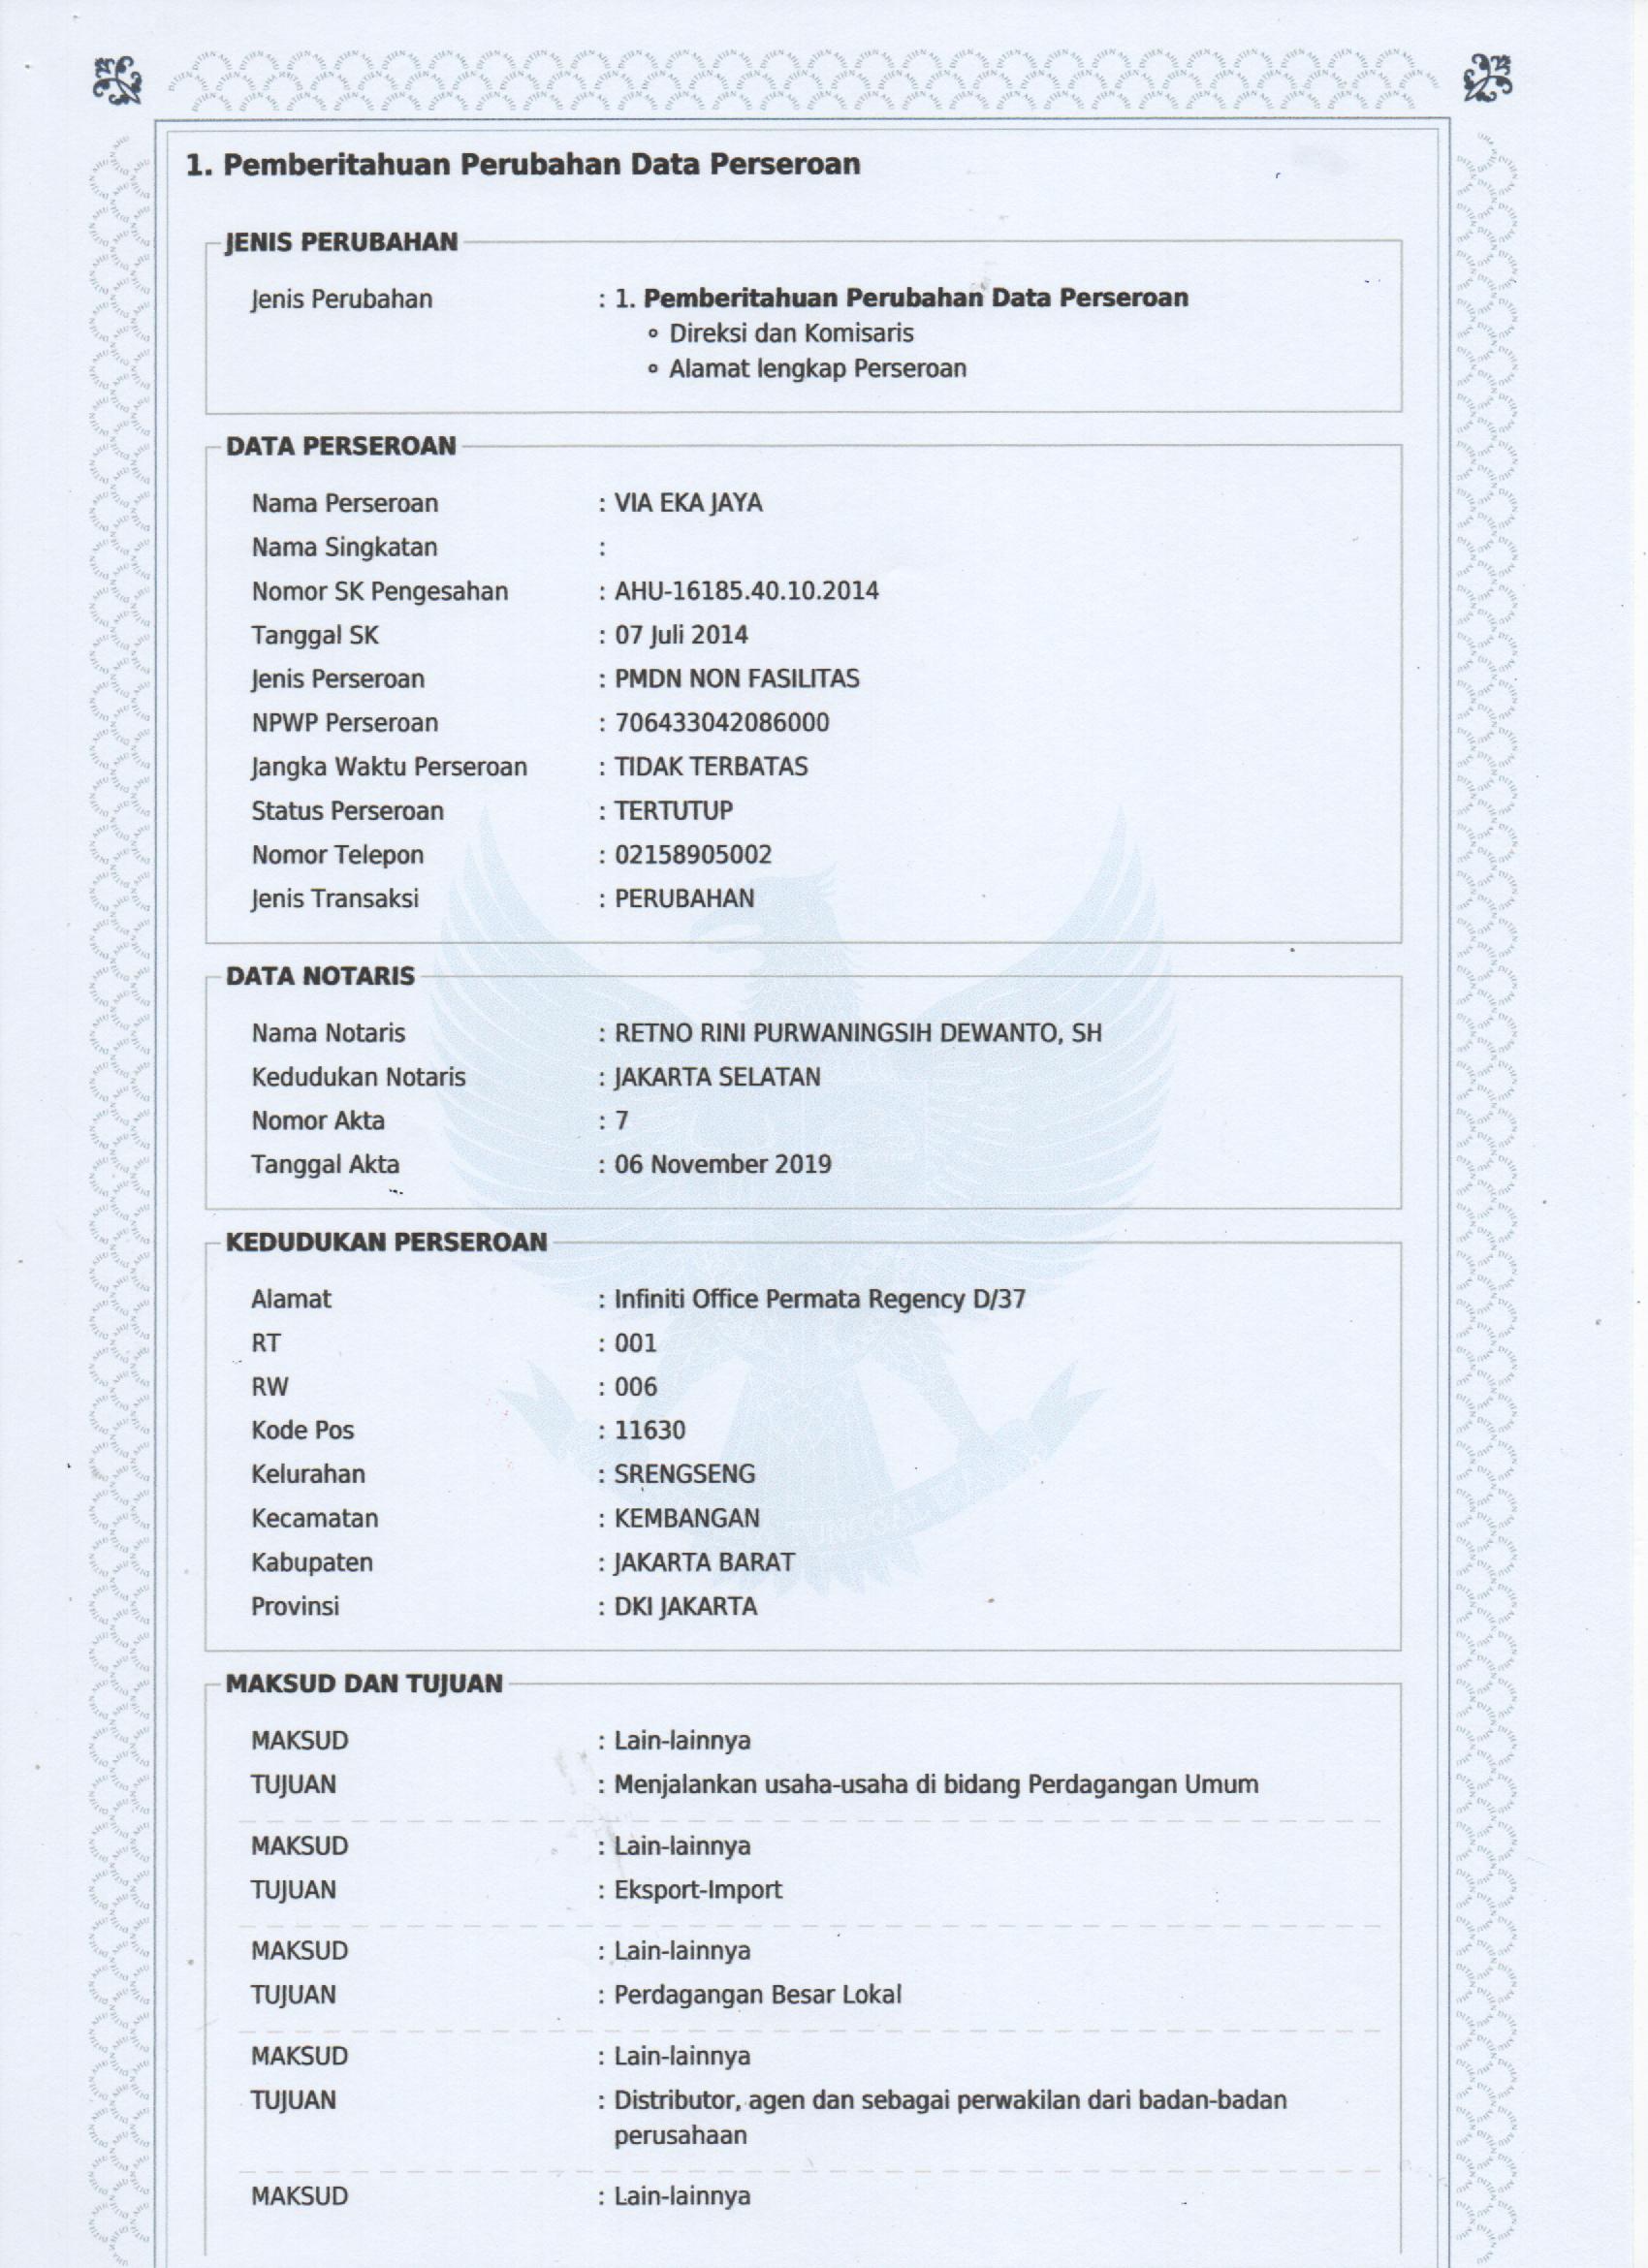 1. Pemberitahuan Perubahan Data Perseroan
JENIS PERUBAHAN
Jenis Perubahan : 1. Pemberitahuan Perubahan Data Perseroan
∘ Direksi dan Komisaris
∘ Alamat lengkap Perseroan
DATA PERSEROAN
Nama Perseroan : VIA EKA JAYA
Nama Singkatan :
Nomor SK Pengesahan : AHU-16185.40.10.2014
Tanggal SK : 07 Juli 2014
Jenis Perseroan : PMDN NON FASILITAS
NPWP Perseroan : 706433042086000
Jangka Waktu Perseroan : TIDAK TERBATAS
Status Perseroan : TERTUTUP
Nomor Telepon : 02158905002
Jenis Transaksi : PERUBAHAN
DATA NOTARIS
Nama Notaris : RETNO RINI PURWANINGSIH DEWANTO, SH
Kedudukan Notaris : JAKARTA SELATAN
Nomor Akta : 7
Tanggal Akta : 06 November 2019
KEDUDUKAN PERSEROAN
Alamat : Infiniti Office Permata Regency D/37
RT : 001
RW : 006
Kode Pos : 11630
Kelurahan : SRENGSENG
Kecamatan : KEMBANGAN
Kabupaten : JAKARTA BARAT
Provinsi : DKI JAKARTA
MAKSUD DAN TUJUAN
MAKSUD : Lain-lainnya
TUJUAN : Menjalankan usaha-usaha di bidang Perdagangan Umum
MAKSUD : Lain-lainnya
TUJUAN : Eksport-Import
MAKSUD : Lain-lainnya
TUJUAN : Perdagangan Besar Lokal
MAKSUD : Lain-lainnya
TUJUAN : Distributor, agen dan sebagai perwakilan dari badan-badan
perusahaan
MAKSUD : Lain-lainnya